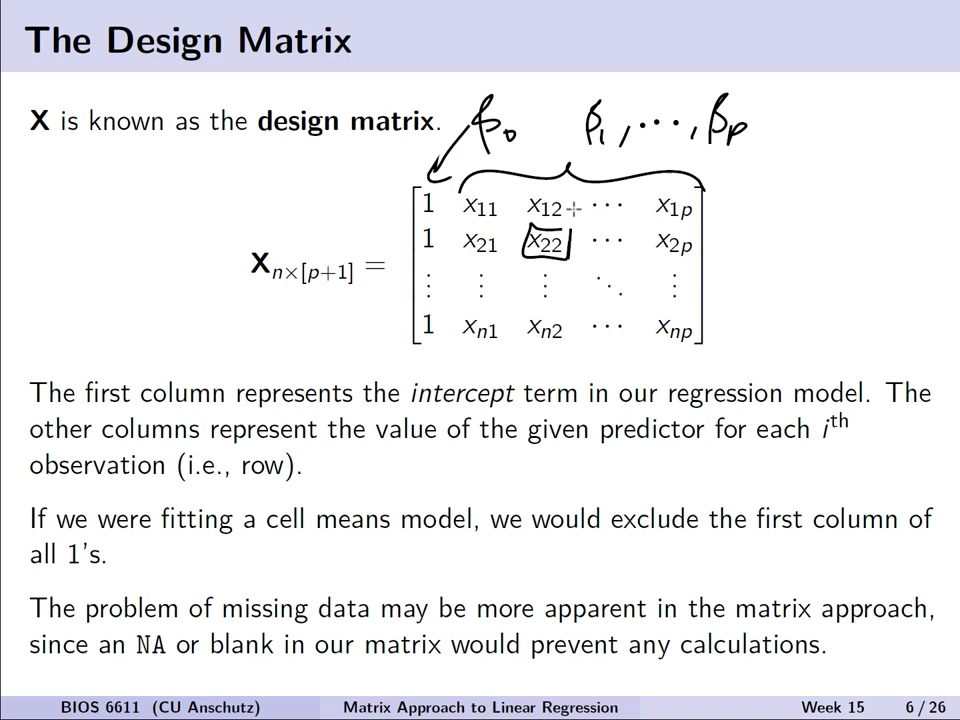 The Design Matrix
X is known as the design matrix.
β₀ β₁, ⋯, βp
1 x₁₁ x₁₂ ⋯ x₁p
1 x₂₁ x₂₂ ⋯ x₂p
Xn×[p+1] =
⋮ ⋮ ⋮ ⋱ ⋮
1 xn1 xn2 ⋯ xnp
The first column represents the intercept term in our regression model. The
other columns represent the value of the given predictor for each ith
observation (i.e., row).
If we were fitting a cell means model, we would exclude the first column of
all 1's.
The problem of missing data may be more apparent in the matrix approach,
since an NA or blank in our matrix would prevent any calculations.
BIOS 6611 (CU Anschutz) Matrix Approach to Linear Regression Week 15 6 / 26